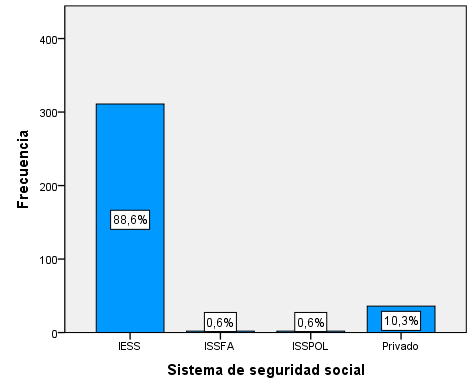 400
300
200
100
0
Frecuencia
88,6%
0,6%
0,6%
10,3%
IESS
ISSFA
ISSPOL
Privado
Sistema de seguridad social